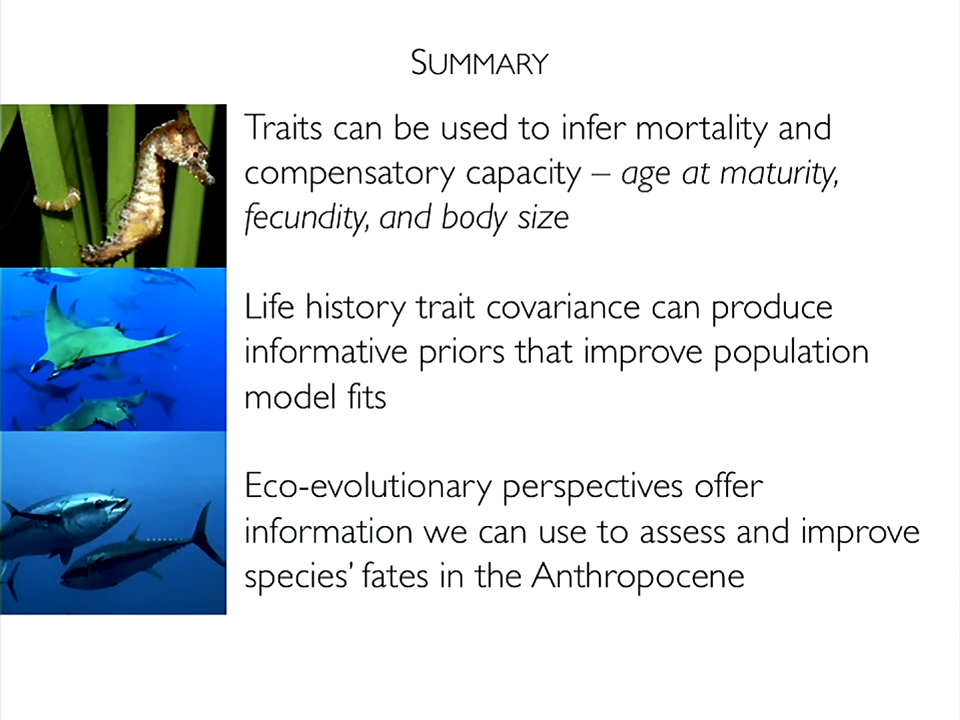 SUMMARY
Traits can be used to infer mortality and
compensatory capacity – age at maturity,
fecundity, and body size
Life history trait covariance can produce
informative priors that improve population
model fits
Eco-evolutionary perspectives offer
information we can use to assess and improve
species’ fates in the Anthropocene